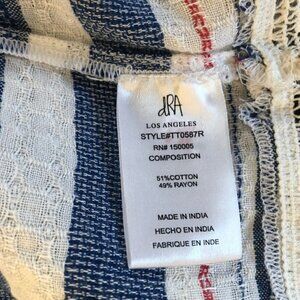 dRA
LOS ANGELES
STYLE#TT0587R
RN# 150005
COMPOSITION
51%COTTON
49% RAYON
MADE IN INDIA
HECHO EN INDIA
FABRIQUE EN INDE